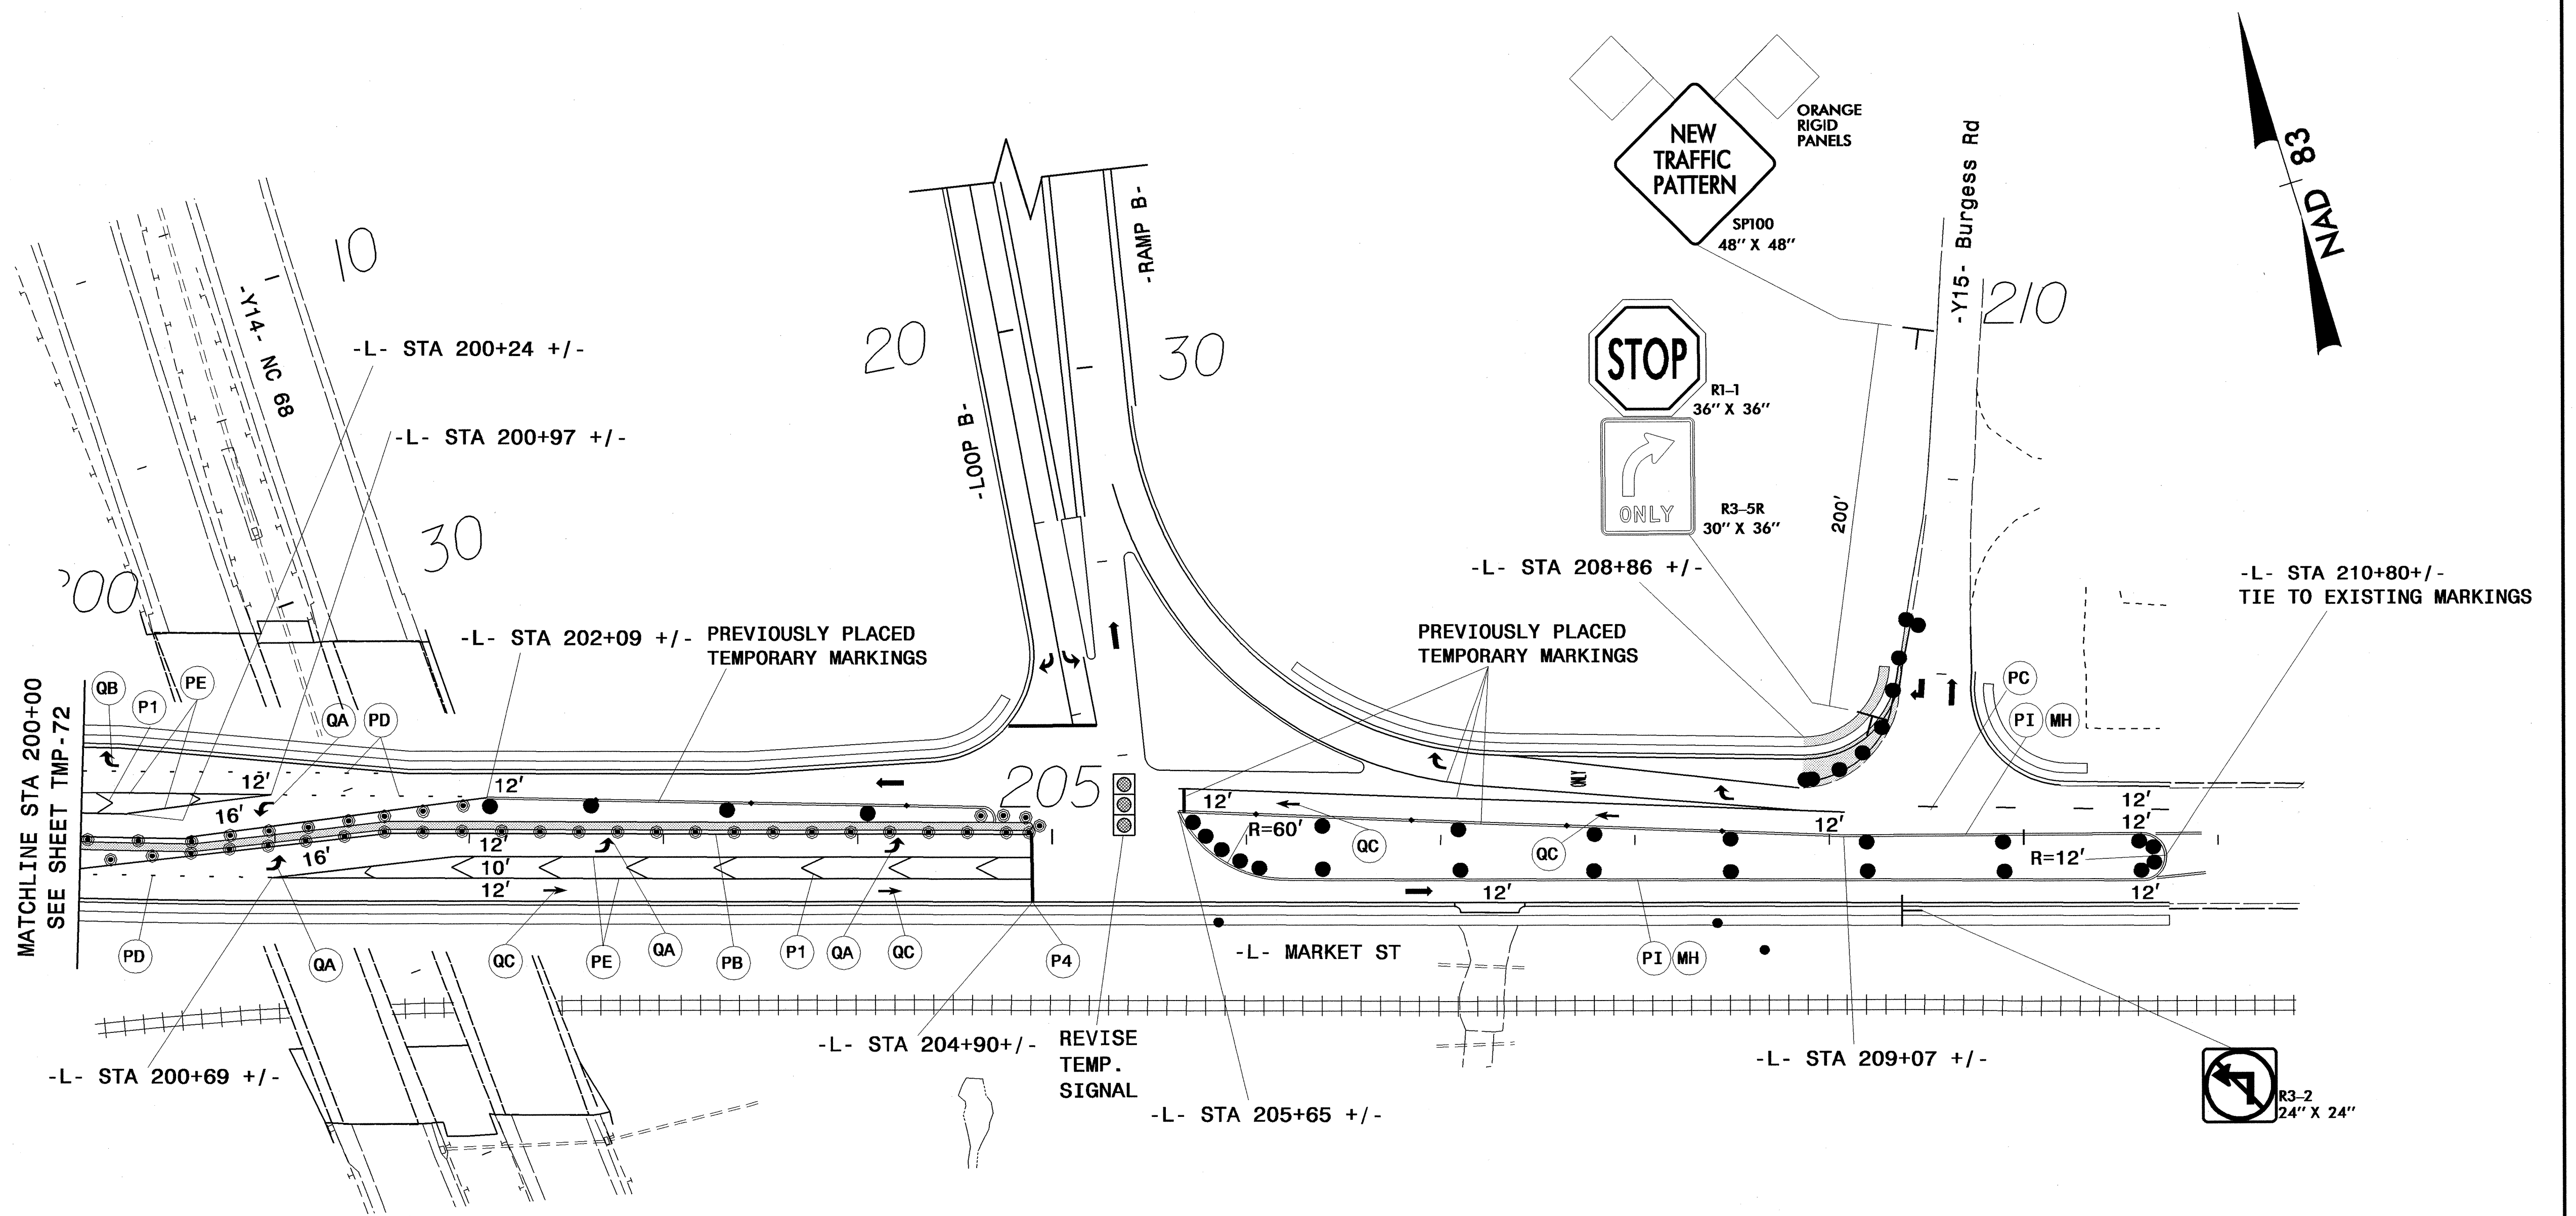 NEW
TRAFFIC
PATTERN
ORANGE
RIGID
PANELS
SP100
48" X 48"
STOP
R1-1
36" X 36"
ONLY
R3-5R
30" X 36"
-Y15- Burgess Rd
210
200'
NAD 83
10
-Y14- NC 68
-L- STA 200+24 +/-
-L- STA 200+97 +/-
30
20
-LOOP B-
-RAMP B-
30
-L- STA 208+86 +/-
-L- STA 210+80+/-
TIE TO EXISTING MARKINGS
-L- STA 202+09 +/-
PREVIOUSLY PLACED
TEMPORARY MARKINGS
PREVIOUSLY PLACED
TEMPORARY MARKINGS
MATCHLINE STA 200+00
SEE SHEET TMP-72
QB
P1
PE
QA
PD
PC
PI
MH
205
12'
16'
12'
12'
16'
10'
12'
12'
R=60'
QC
QC
ONLY
12'
12'
12'
R=12'
12'
12'
PD
QA
QC
PE
QA
PB
P1
QA
QC
P4
-L- MARKET ST
PI
MH
-L- STA 200+69 +/-
-L- STA 204+90+/-
REVISE
TEMP.
SIGNAL
-L- STA 205+65 +/-
-L- STA 209+07 +/-
R3-2
24" X 24"